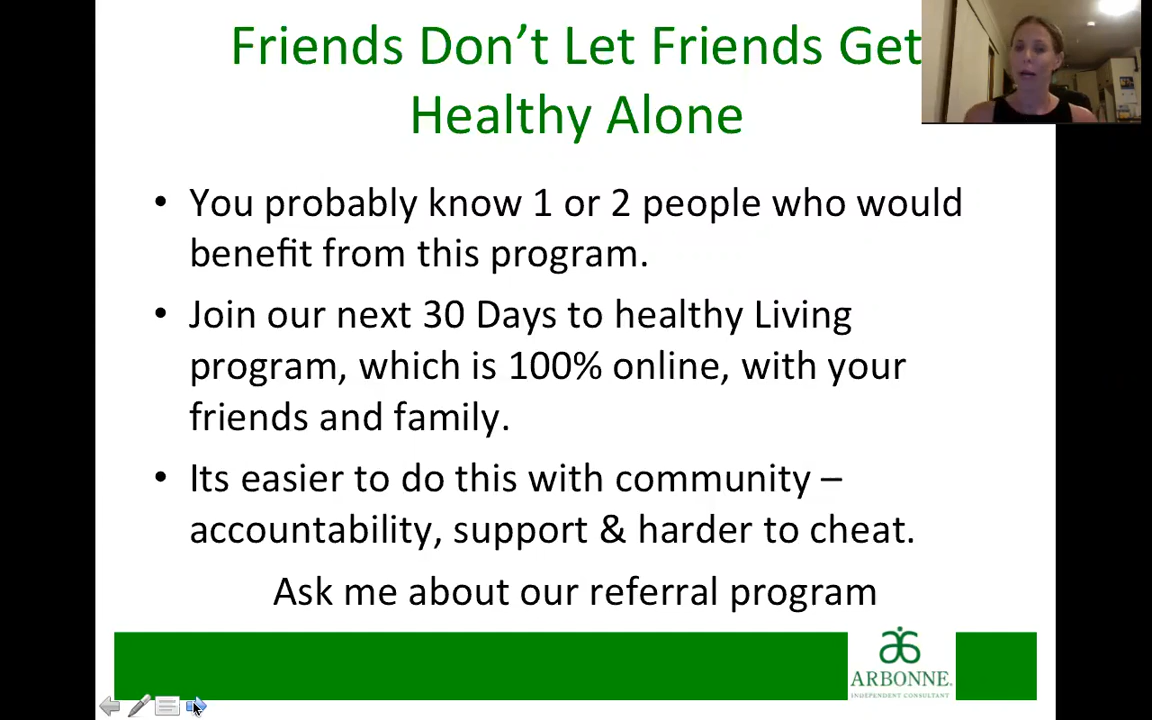 Friends Don’t Let Friends Get
Healthy Alone
• You probably know 1 or 2 people who would
benefit from this program.
• Join our next 30 Days to healthy Living
program, which is 100% online, with your
friends and family.
• Its easier to do this with community –
accountability, support & harder to cheat.
Ask me about our referral program
ARBONNE.
INDEPENDENT CONSULTANT